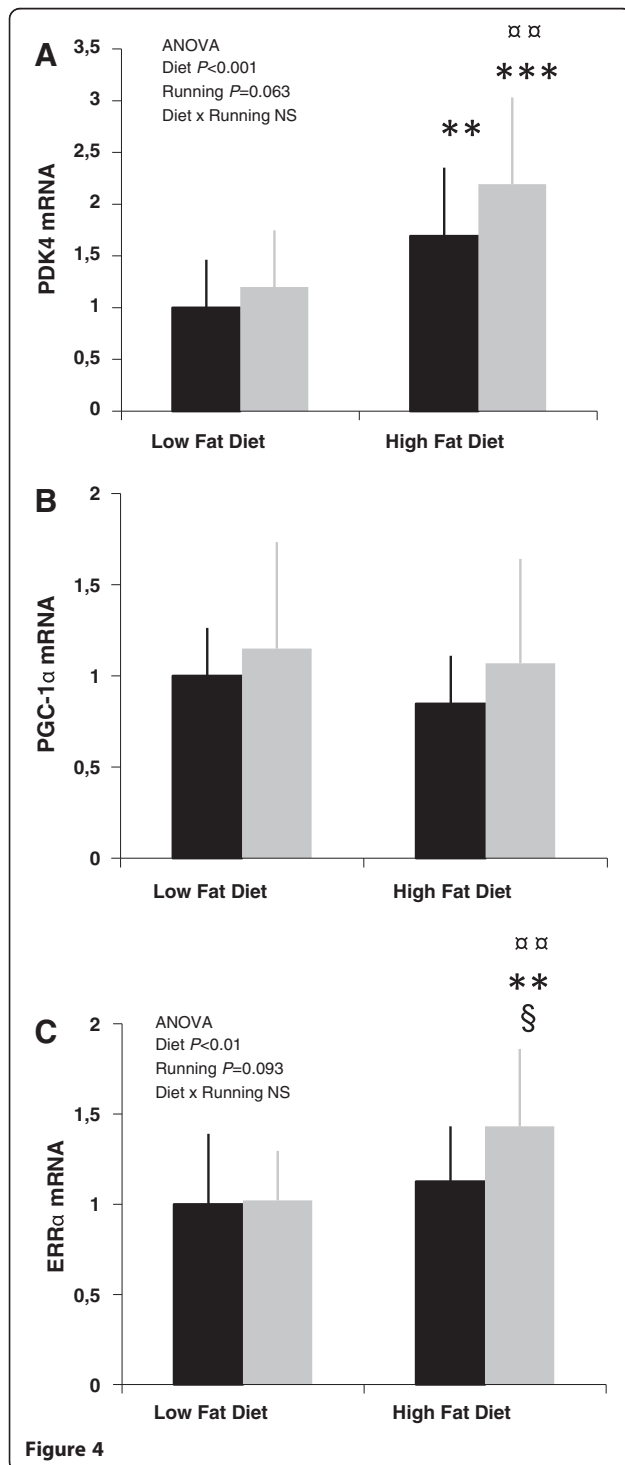 A
ANOVA
Diet P<0.001
Running P=0.063
Diet x Running NS
¤¤
***
**
3,5
3
2,5
2
1,5
1
0,5
0
PDK4 mRNA
Low Fat Diet High Fat Diet
B
2
1,5
1
0,5
0
PGC-1α mRNA
Low Fat Diet High Fat Diet
C
ANOVA
Diet P<0.01
Running P=0.093
Diet x Running NS
¤¤
**
§
2
1,5
1
0,5
0
ERRα mRNA
Low Fat Diet High Fat Diet
Figure 4